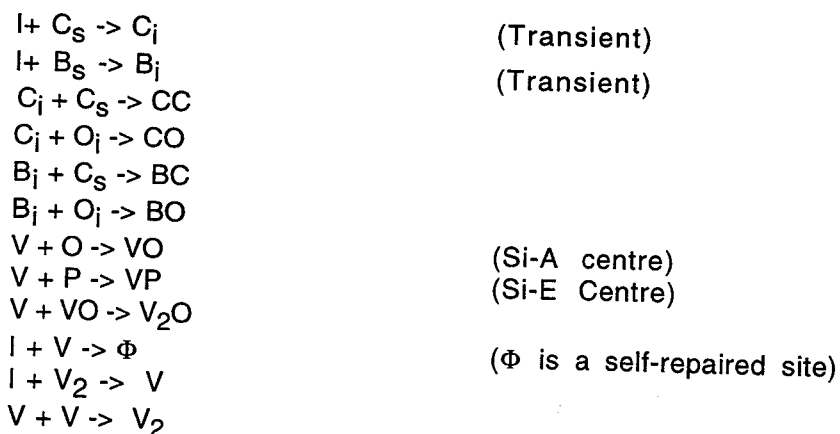 I+ Cs -> Ci (Transient)
I+ Bs -> Bi (Transient)
Ci + Cs -> CC
Ci + Oi -> CO
Bi + Cs -> BC
Bi + Oi -> BO
V + O -> VO (Si-A centre)
V + P -> VP (Si-E Centre)
V + VO -> V2O
I + V -> Φ (Φ is a self-repaired site)
I + V2 -> V
V + V -> V2